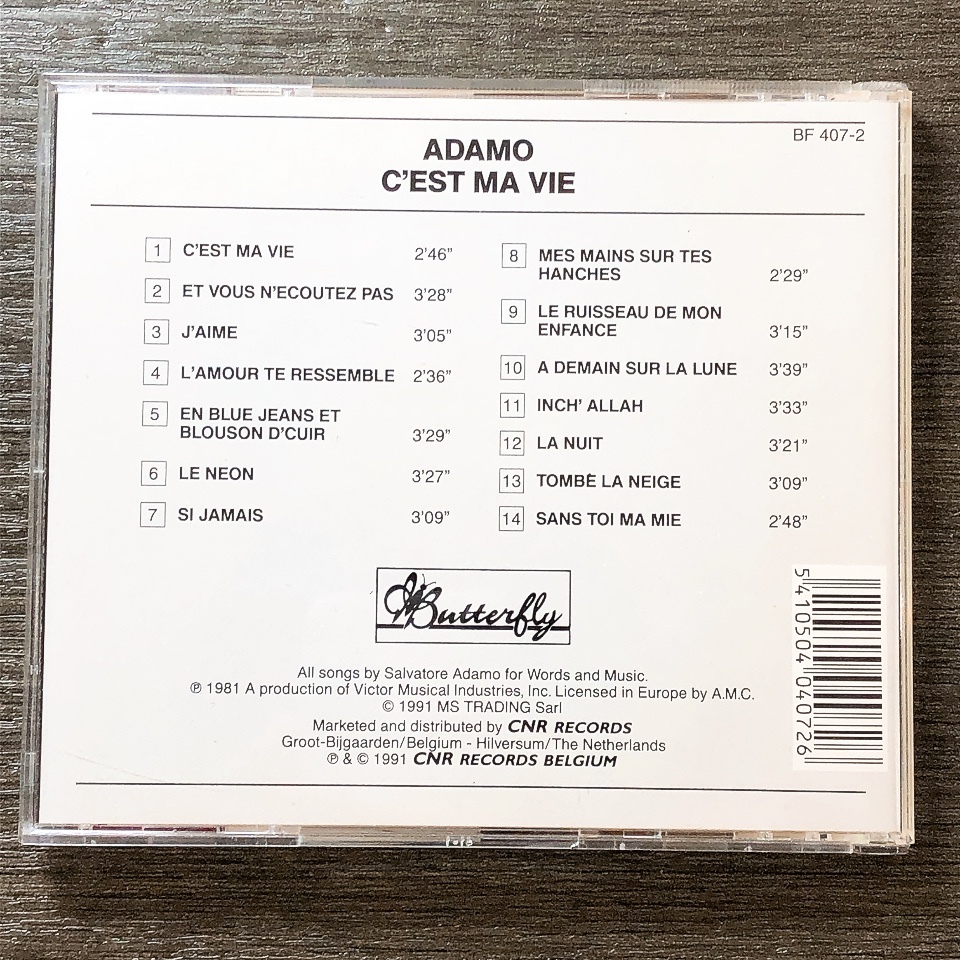 BF 407-2
ADAMO
C'EST MA VIE
1 C'EST MA VIE 2'46”
2 ET VOUS N'ECOUTEZ PAS 3'28”
3 J'AIME 3'05”
4 L'AMOUR TE RESSEMBLE 2'36”
5 EN BLUE JEANS ET
BLOUSON D'CUIR 3'29”
6 LE NEON 3'27”
7 SI JAMAIS 3'09”
8 MES MAINS SUR TES
HANCHES 2'29”
9 LE RUISSEAU DE MON
ENFANCE 3'15”
10 A DEMAIN SUR LA LUNE 3'39”
11 INCH' ALLAH 3'33”
12 LA NUIT 3'21”
13 TOMBÈ LA NEIGE 3'09”
14 SANS TOI MA MIE 2'48”
Butterfly
All songs by Salvatore Adamo for Words and Music.
℗ 1981 A production of Victor Musical Industries, Inc. Licensed in Europe by A.M.C.
© 1991 MS TRADING Sarl
Marketed and distributed by CNR RECORDS
Groot-Bijgaarden/Belgium - Hilversum/The Netherlands
℗ & © 1991 CNR RECORDS BELGIUM
5 410504 040726